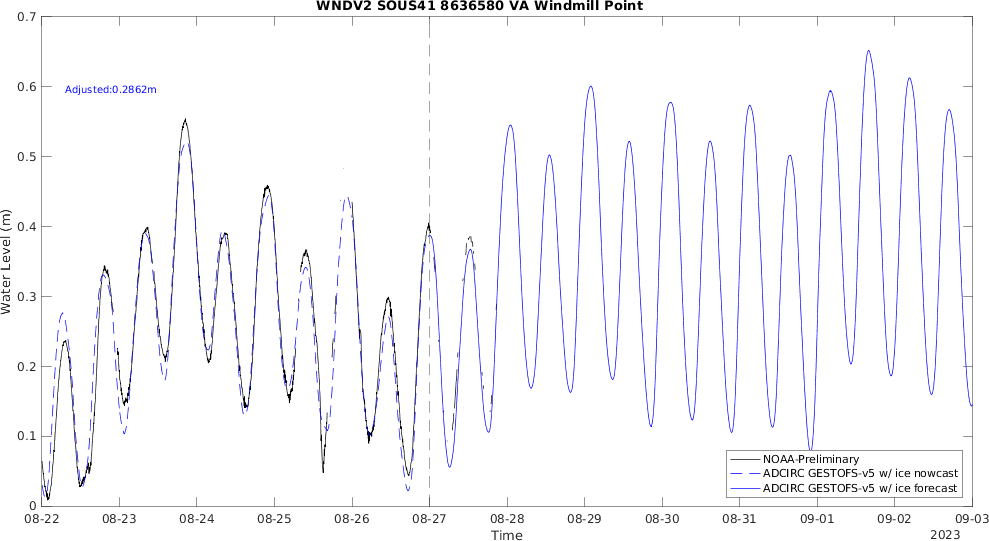 WNDV2 SOUS41 8636580 VA Windmill Point
0.7
0.6
0.5
0.4
0.3
0.2
0.1
0
Water Level (m)
Adjusted:0.2862m
NOAA-Preliminary
ADCIRC GESTOFS-v5 w/ ice nowcast
ADCIRC GESTOFS-v5 w/ ice forecast
08-22 08-23 08-24 08-25 08-26 08-27 08-28 08-29 08-30 08-31 09-01 09-02 09-03
Time
2023